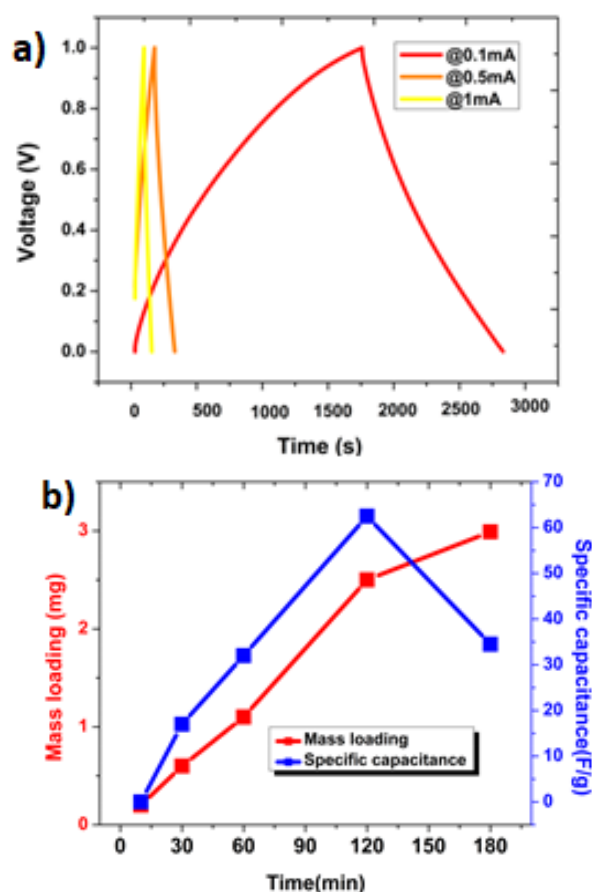 a)
@0.1mA
@0.5mA
@1mA
1.0
0.8
0.6
0.4
0.2
0.0
Voltage (V)
0 500 1000 1500 2000 2500 3000
Time (s)
b)
3
2
1
0
Mass loading (mg)
70
60
50
40
30
20
10
0
Specific capacitance(F/g)
Mass loading
Specific capacitance
0 30 60 90 120 150 180
Time(min)